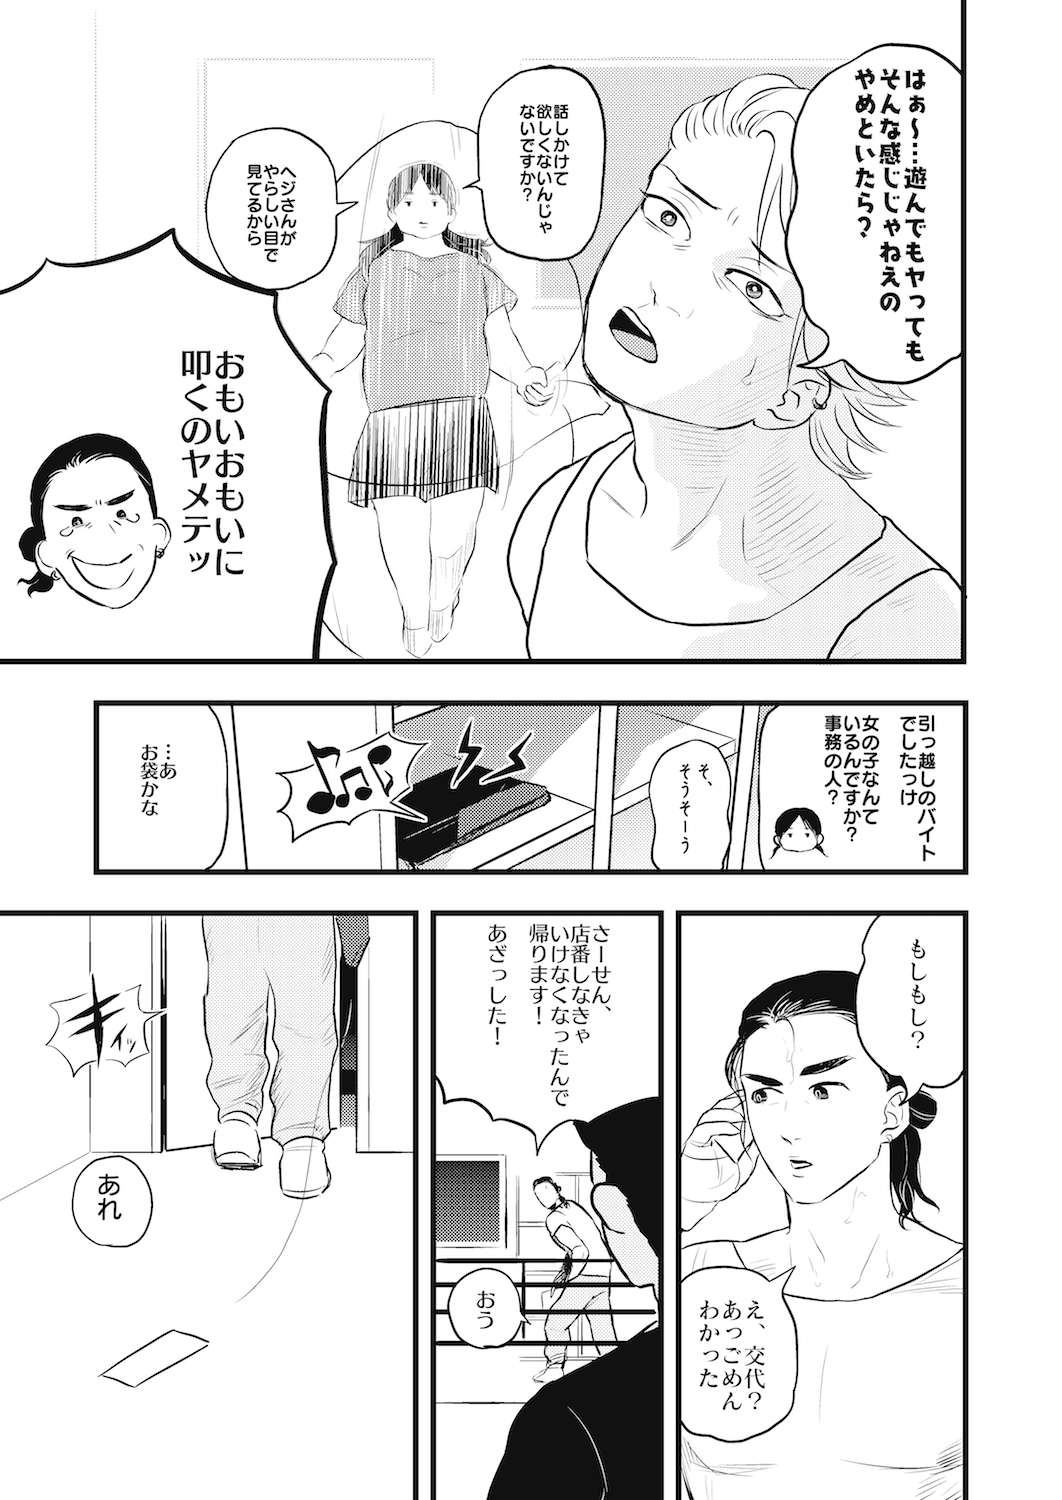 はぁ～…遊んでもヤっても
そんな感じじゃねえの
やめといたら?
話しかけて
欲しくないんじゃ
ないですか?
ヘジさんが
やらしい目で
見てるから
おもいおもいに
叩くのヤメテッ
引っ越しのバイト
でしたっけ
女の子なんて
いるんですか?
事務の人?
そ、
そうそーう
…あ
お袋かな
もしもし?
え、交代?
あっごめん
わかった
さーせん、
店番しなきゃ
いけなくなったんで
帰ります!
あざっした!
おう
キィッ
あれ